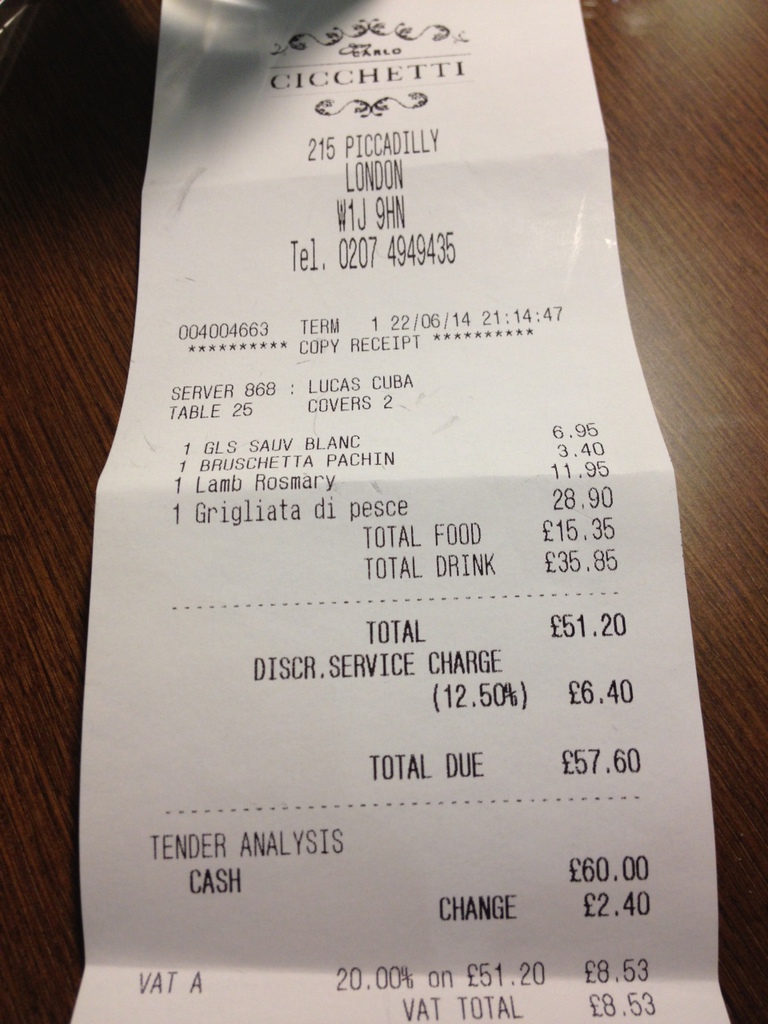 CARLO
CICCHETTI
215 PICCADILLY
LONDON
W1J 9HN
Tel. 0207 4949435
004004663 TERM 1 22/06/14 21:14:47
********** COPY RECEIPT **********
SERVER 868 : LUCAS CUBA
TABLE 25 COVERS 2
1 GLS SAUV BLANC 6.95
1 BRUSCHETTA PACHIN 3.40
1 Lamb Rosmary 11.95
1 Grigliata di pesce 28.90
TOTAL FOOD £15.35
TOTAL DRINK £35.85
TOTAL £51.20
DISCR.SERVICE CHARGE
(12.50%) £6.40
TOTAL DUE £57.60
TENDER ANALYSIS
CASH £60.00
CHANGE £2.40
VAT A 20.00% on £51.20 £8.53
VAT TOTAL £8.53